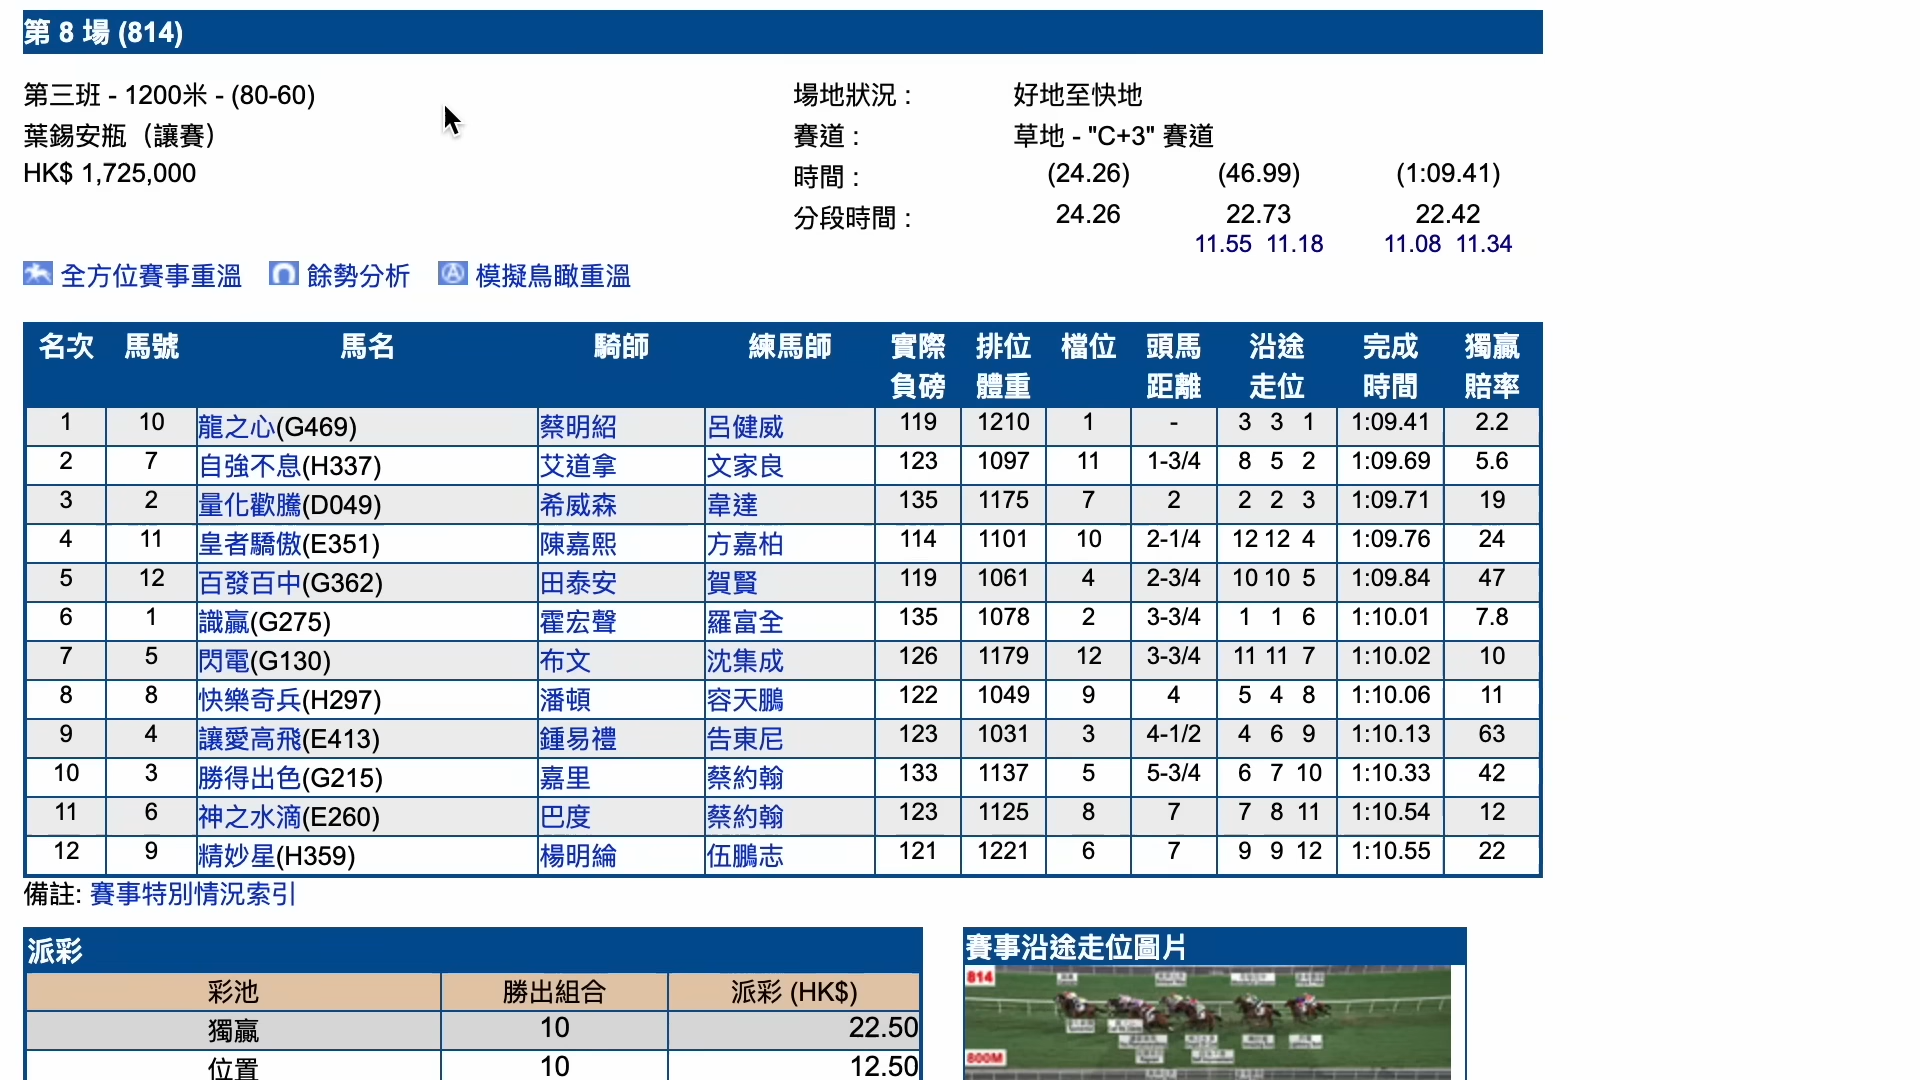 第 8 場 (814)
第三班 - 1200米 - (80-60)
場地狀況 :
好地至快地
葉錫安瓶（讓賽）
賽道 :
草地 - "C+3" 賽道
HK$ 1,725,000
時間 :
(24.26) (46.99) (1:09.41)
分段時間 :
24.26 22.73 22.42
11.55 11.18 11.08 11.34
全方位賽事重溫 餘勢分析 模擬鳥瞰重溫
名次 馬號 馬名 騎師 練馬師 實際負磅 排位體重 檔位 頭馬距離 沿途走位 完成時間 獨贏賠率
1 10 龍之心(G469) 蔡明紹 呂健威 119 1210 1 - 3 3 1 1:09.41 2.2
2 7 自強不息(H337) 艾道拿 文家良 123 1097 11 1-3/4 8 5 2 1:09.69 5.6
3 2 量化歡騰(D049) 希威森 韋達 135 1175 7 2 2 2 3 1:09.71 19
4 11 皇者驕傲(E351) 陳嘉熙 方嘉柏 114 1101 10 2-1/4 12 12 4 1:09.76 24
5 12 百發百中(G362) 田泰安 賀賢 119 1061 4 2-3/4 10 10 5 1:09.84 47
6 1 識贏(G275) 霍宏聲 羅富全 135 1078 2 3-3/4 1 1 6 1:10.01 7.8
7 5 閃電(G130) 布文 沈集成 126 1179 12 3-3/4 11 11 7 1:10.02 10
8 8 快樂奇兵(H297) 潘頓 容天鵬 122 1049 9 4 5 4 8 1:10.06 11
9 4 讓愛高飛(E413) 鍾易禮 告東尼 123 1031 3 4-1/2 4 6 9 1:10.13 63
10 3 勝得出色(G215) 嘉里 蔡約翰 133 1137 5 5-3/4 6 7 10 1:10.33 42
11 6 神之水滴(E260) 巴度 蔡約翰 123 1125 8 7 7 8 11 1:10.54 12
12 9 精妙星(H359) 楊明綸 伍鵬志 121 1221 6 7 9 9 12 1:10.55 22
備註: 賽事特別情況索引
派彩
彩池 勝出組合 派彩 (HK$)
獨贏 10 22.50
位置 10 12.50
賽事沿途走位圖片
814
800M